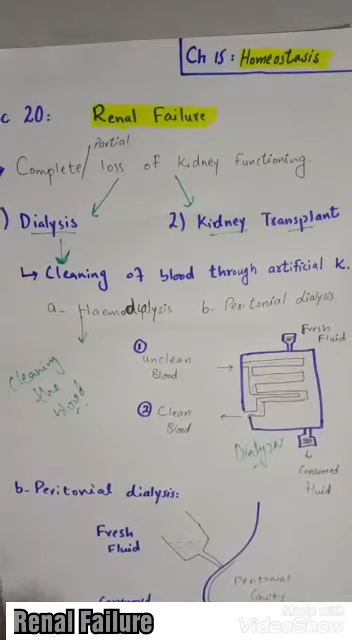 Ch 15: Homeostasis
c 20: Renal Failure
Partial
Complete/ loss of kidney functioning.
) Dialysis 2) Kidney Transplant
↳ Cleaning of blood through artificial K.
a- Haemodialysis b- Peritonial dialysis
Cleaning
the
blood
① Unclean
Blood
② Clean
Blood
Fresh
Fluid
Dialyzer
Consumed
Fluid
b- Peritonial dialysis:
Fresh
Fluid
Peritonial
Cavity
Consumed
Renal Failure
Made with
VideoShow